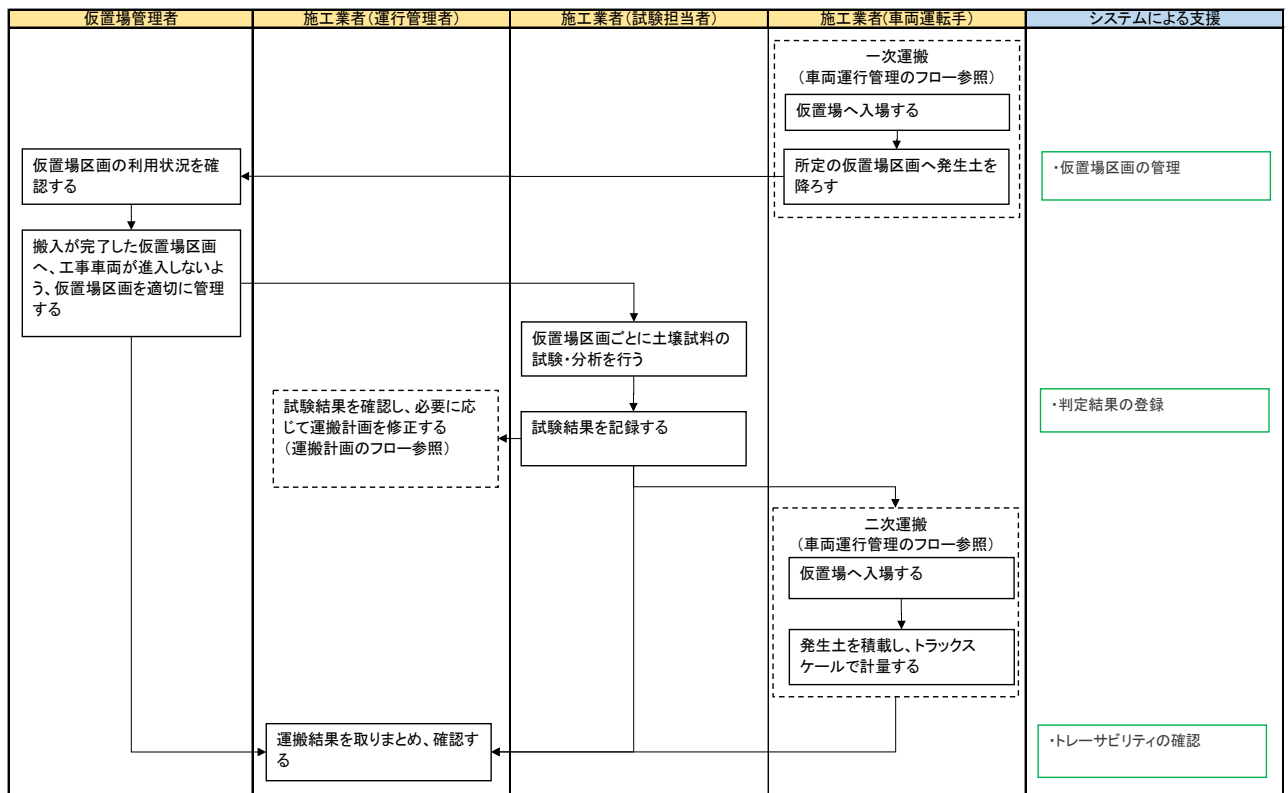 仮置場管理者
施工業者(運行管理者)
施工業者(試験担当者)
施工業者(車両運転手)
システムによる支援
一次運搬
(車両運行管理のフロー参照)
仮置場へ入場する
仮置場区画の利用状況を確
認する
所定の仮置場区画へ発生土を
降ろす
・仮置場区画の管理
搬入が完了した仮置場区画
へ、工事車両が進入しないよ
う、仮置場区画を適切に管理
する
仮置場区画ごとに土壌試料の
試験・分析を行う
試験結果を確認し、必要に応
じて運搬計画を修正する
(運搬計画のフロー参照)
試験結果を記録する
・判定結果の登録
二次運搬
(車両運行管理のフロー参照)
仮置場へ入場する
発生土を積載し、トラックス
ケールで計量する
運搬結果を取りまとめ、確認す
る
・トレーサビリティの確認